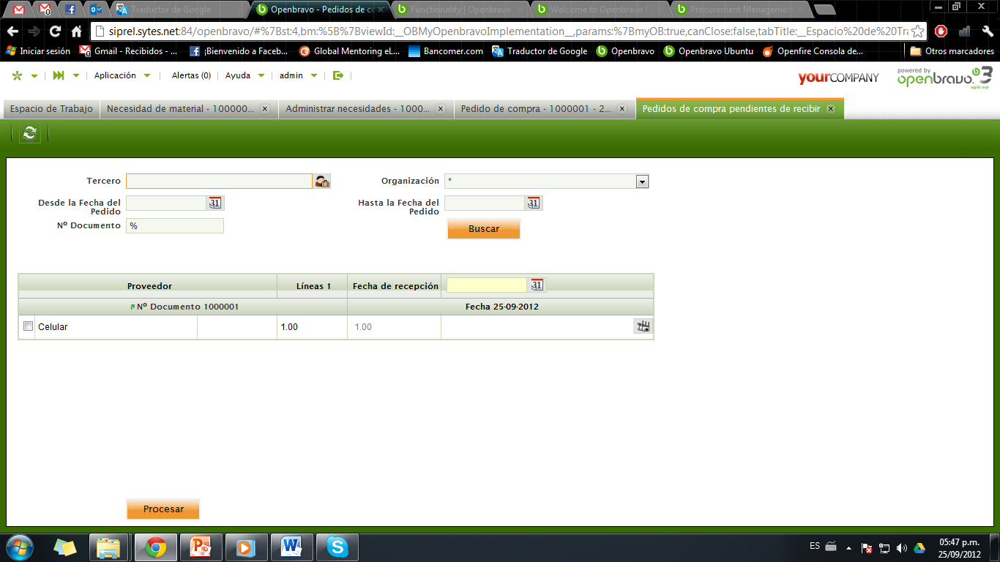 Traductor de Google
Openbravo - Pedidos de co
Functionality | Openbravo
Welcome to Openbravo C
Procurement Management
siprel.sytes.net:84/openbravo/#%7Bst:4,bm:%5B%7BviewId:__OBMyOpenbravoImplementation__,params:%7BmyOB:true,canClose:false,tabTitle:__Espacio%20de%20Tra
Iniciar sesión
Gmail - Recibidos - ...
¡Bienvenido a Faceb...
Global Mentoring eL...
Bancomer.com
Traductor de Google
Openbravo
Openbravo Ubuntu
Openfire Consola de...
Otros marcadores
Aplicación
Alertas (0)
Ayuda
admin
yourCOMPANY
powered by
openbravo 3
agile erp
Espacio de Trabajo
Necesidad de material - 100000...
Administrar necesidades - 1000...
Pedido de compra - 1000001 - 2...
Pedidos de compra pendientes de recibir
Tercero
Organización
*
Desde la Fecha del
Pedido
31
Hasta la Fecha del
Pedido
31
Nº Documento
%
Buscar
Proveedor
Líneas 1
Fecha de recepción
31
Nº Documento 1000001
Fecha 25-09-2012
Celular
1.00
1.00
Procesar
ES
05:47 p.m.
25/09/2012